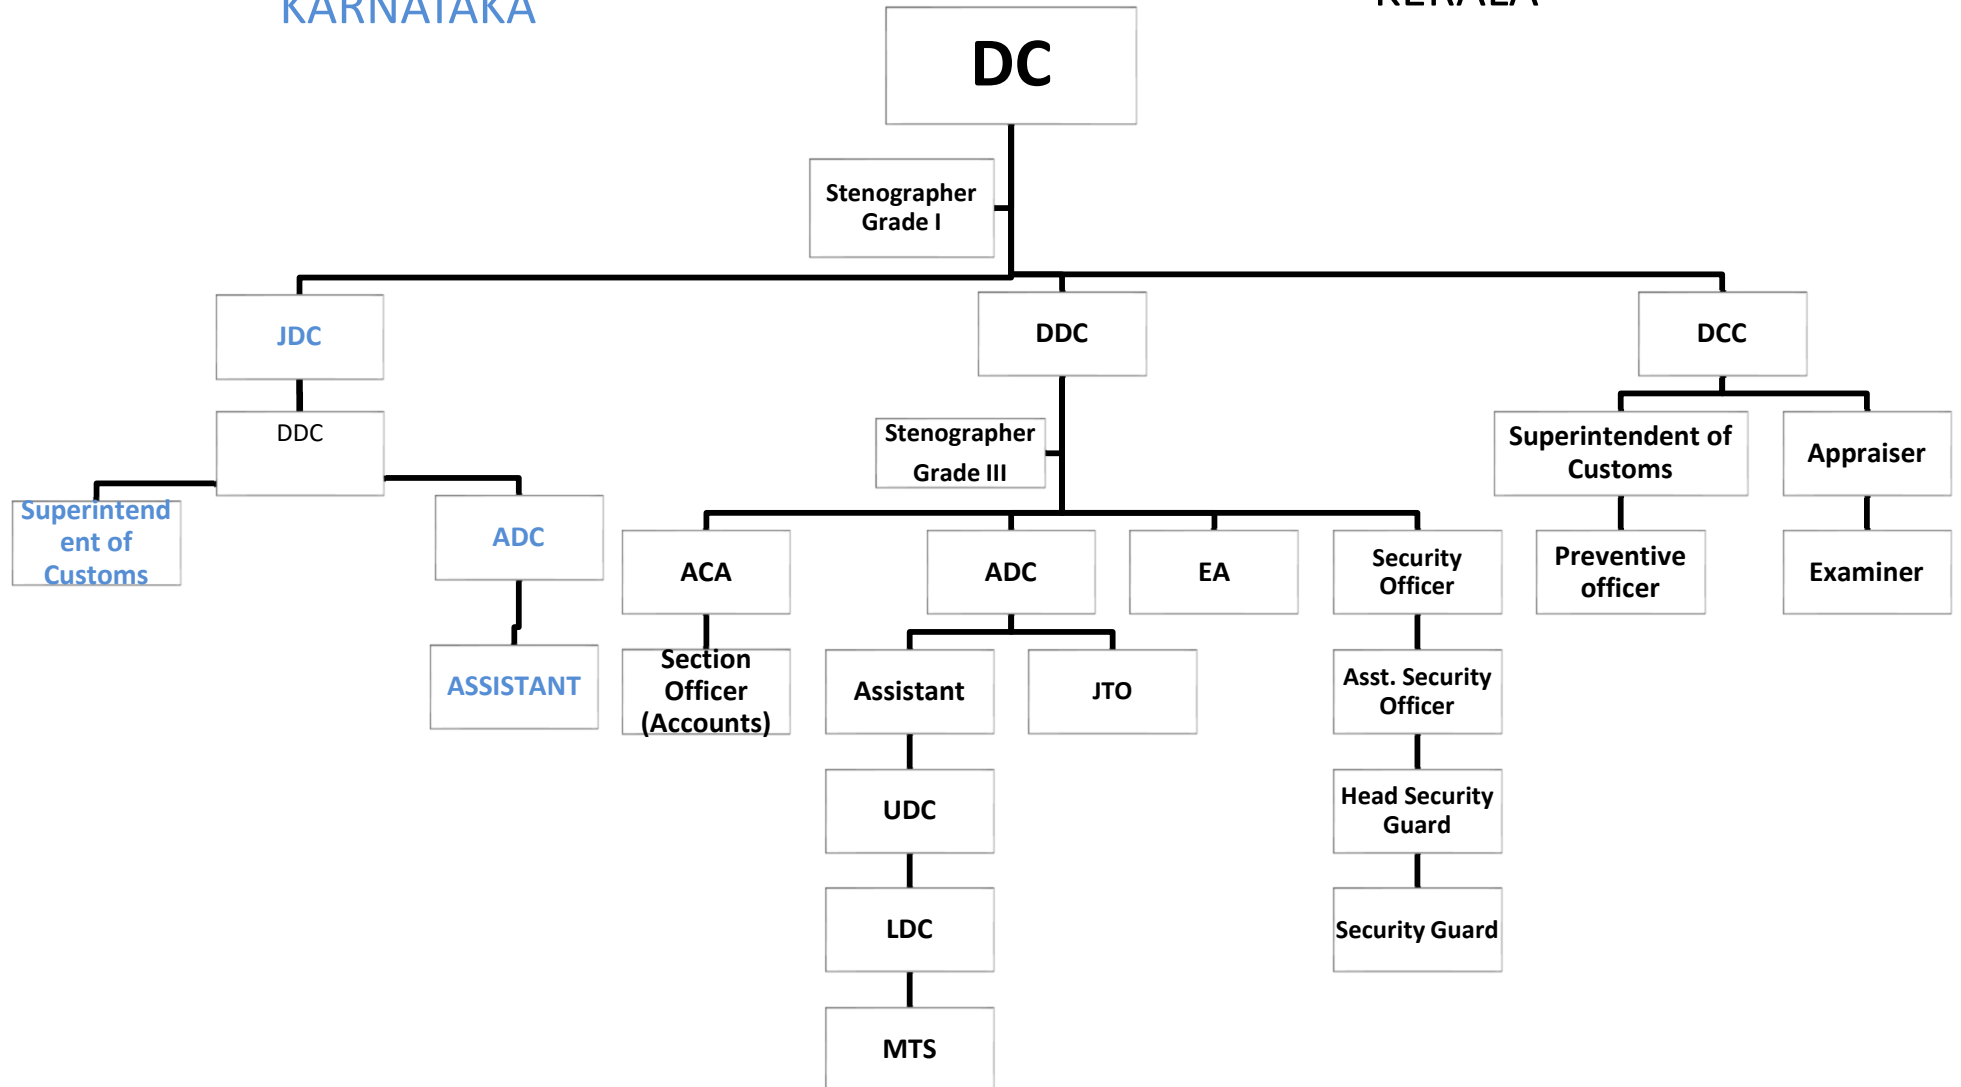 KARNATAKA
KERALA
DC
Stenographer
Grade I
JDC
DDC
DCC
DDC
Stenographer
Grade III
Superintendent of
Customs
Appraiser
Superintend
ent of
Customs
ADC
ACA
ADC
EA
Security
Officer
Preventive
officer
Examiner
ASSISTANT
Section
Officer
(Accounts)
Assistant
JTO
Asst. Security
Officer
UDC
Head Security
Guard
LDC
Security Guard
MTS